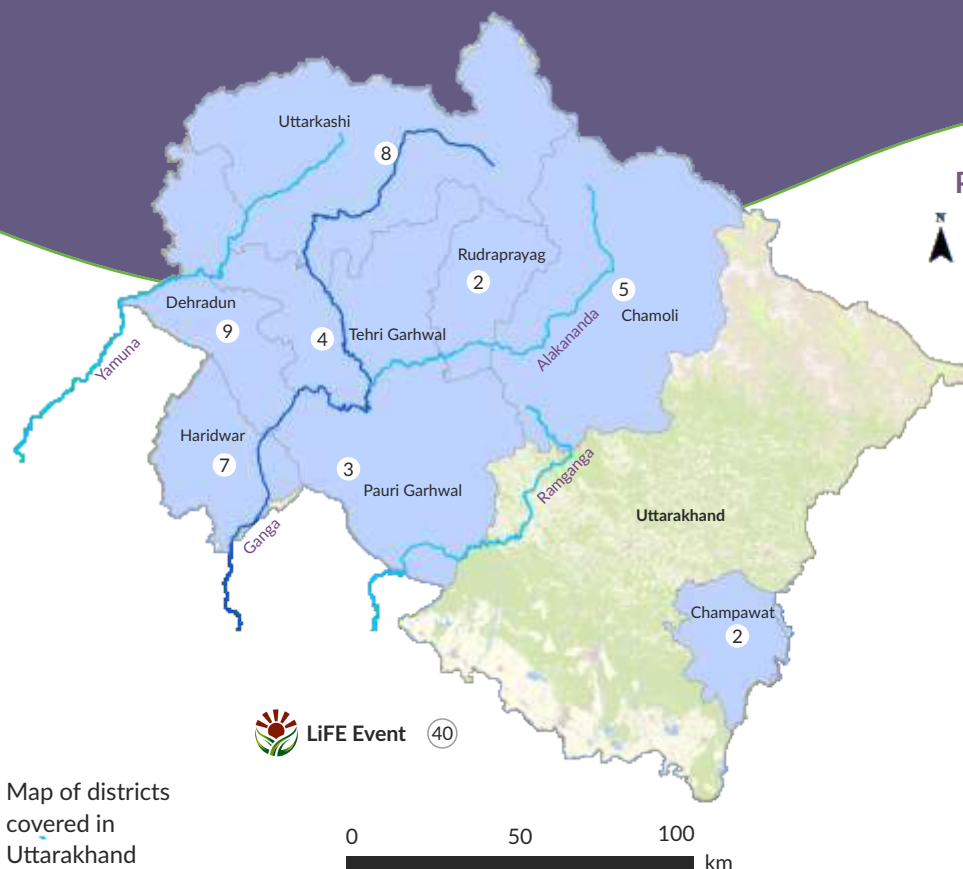 Uttarkashi
8
P
N
Rudraprayag
2
5
Chamoli
Dehradun
9
4
Tehri Garhwal
Alakananda
Yamuna
Haridwar
7
3
Pauri Garhwal
Ramganga
Ganga
Uttarakhand
Champawat
2
LiFE Event 40
Map of districts
covered in
Uttarakhand
0 50 100
km